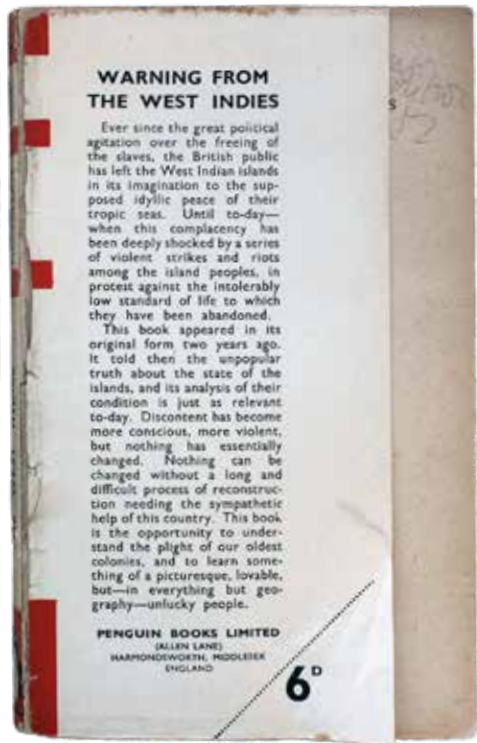 WARNING FROM
THE WEST INDIES
Ever since the great political
agitation over the freeing of
the slaves, the British public
has left the West Indian islands
in its imagination to the sup-
posed idyllic peace of their
tropic seas. Until to-day—
when this complacency has
been deeply shocked by a series
of violent strikes and riots
among the island peoples, in
protest against the intolerably
low standard of life to which
they have been abandoned.
This book appeared in its
original form two years ago.
It told then the unpopular
truth about the state of the
islands, and its analysis of their
condition is just as relevant
to-day. Discontent has become
more conscious, more violent,
but nothing has essentially
changed. Nothing can be
changed without a long and
difficult process of reconstruc-
tion needing the sympathetic
help of this country. This book
is the opportunity to under-
stand the plight of our oldest
colonies, and to learn some-
thing of a picturesque, lovable,
but—in everything but geo-
graphy—unlucky people.
PENGUIN BOOKS LIMITED
(ALLEN LANE)
HARMONDSWORTH, MIDDLESEX
ENGLAND
6D
S